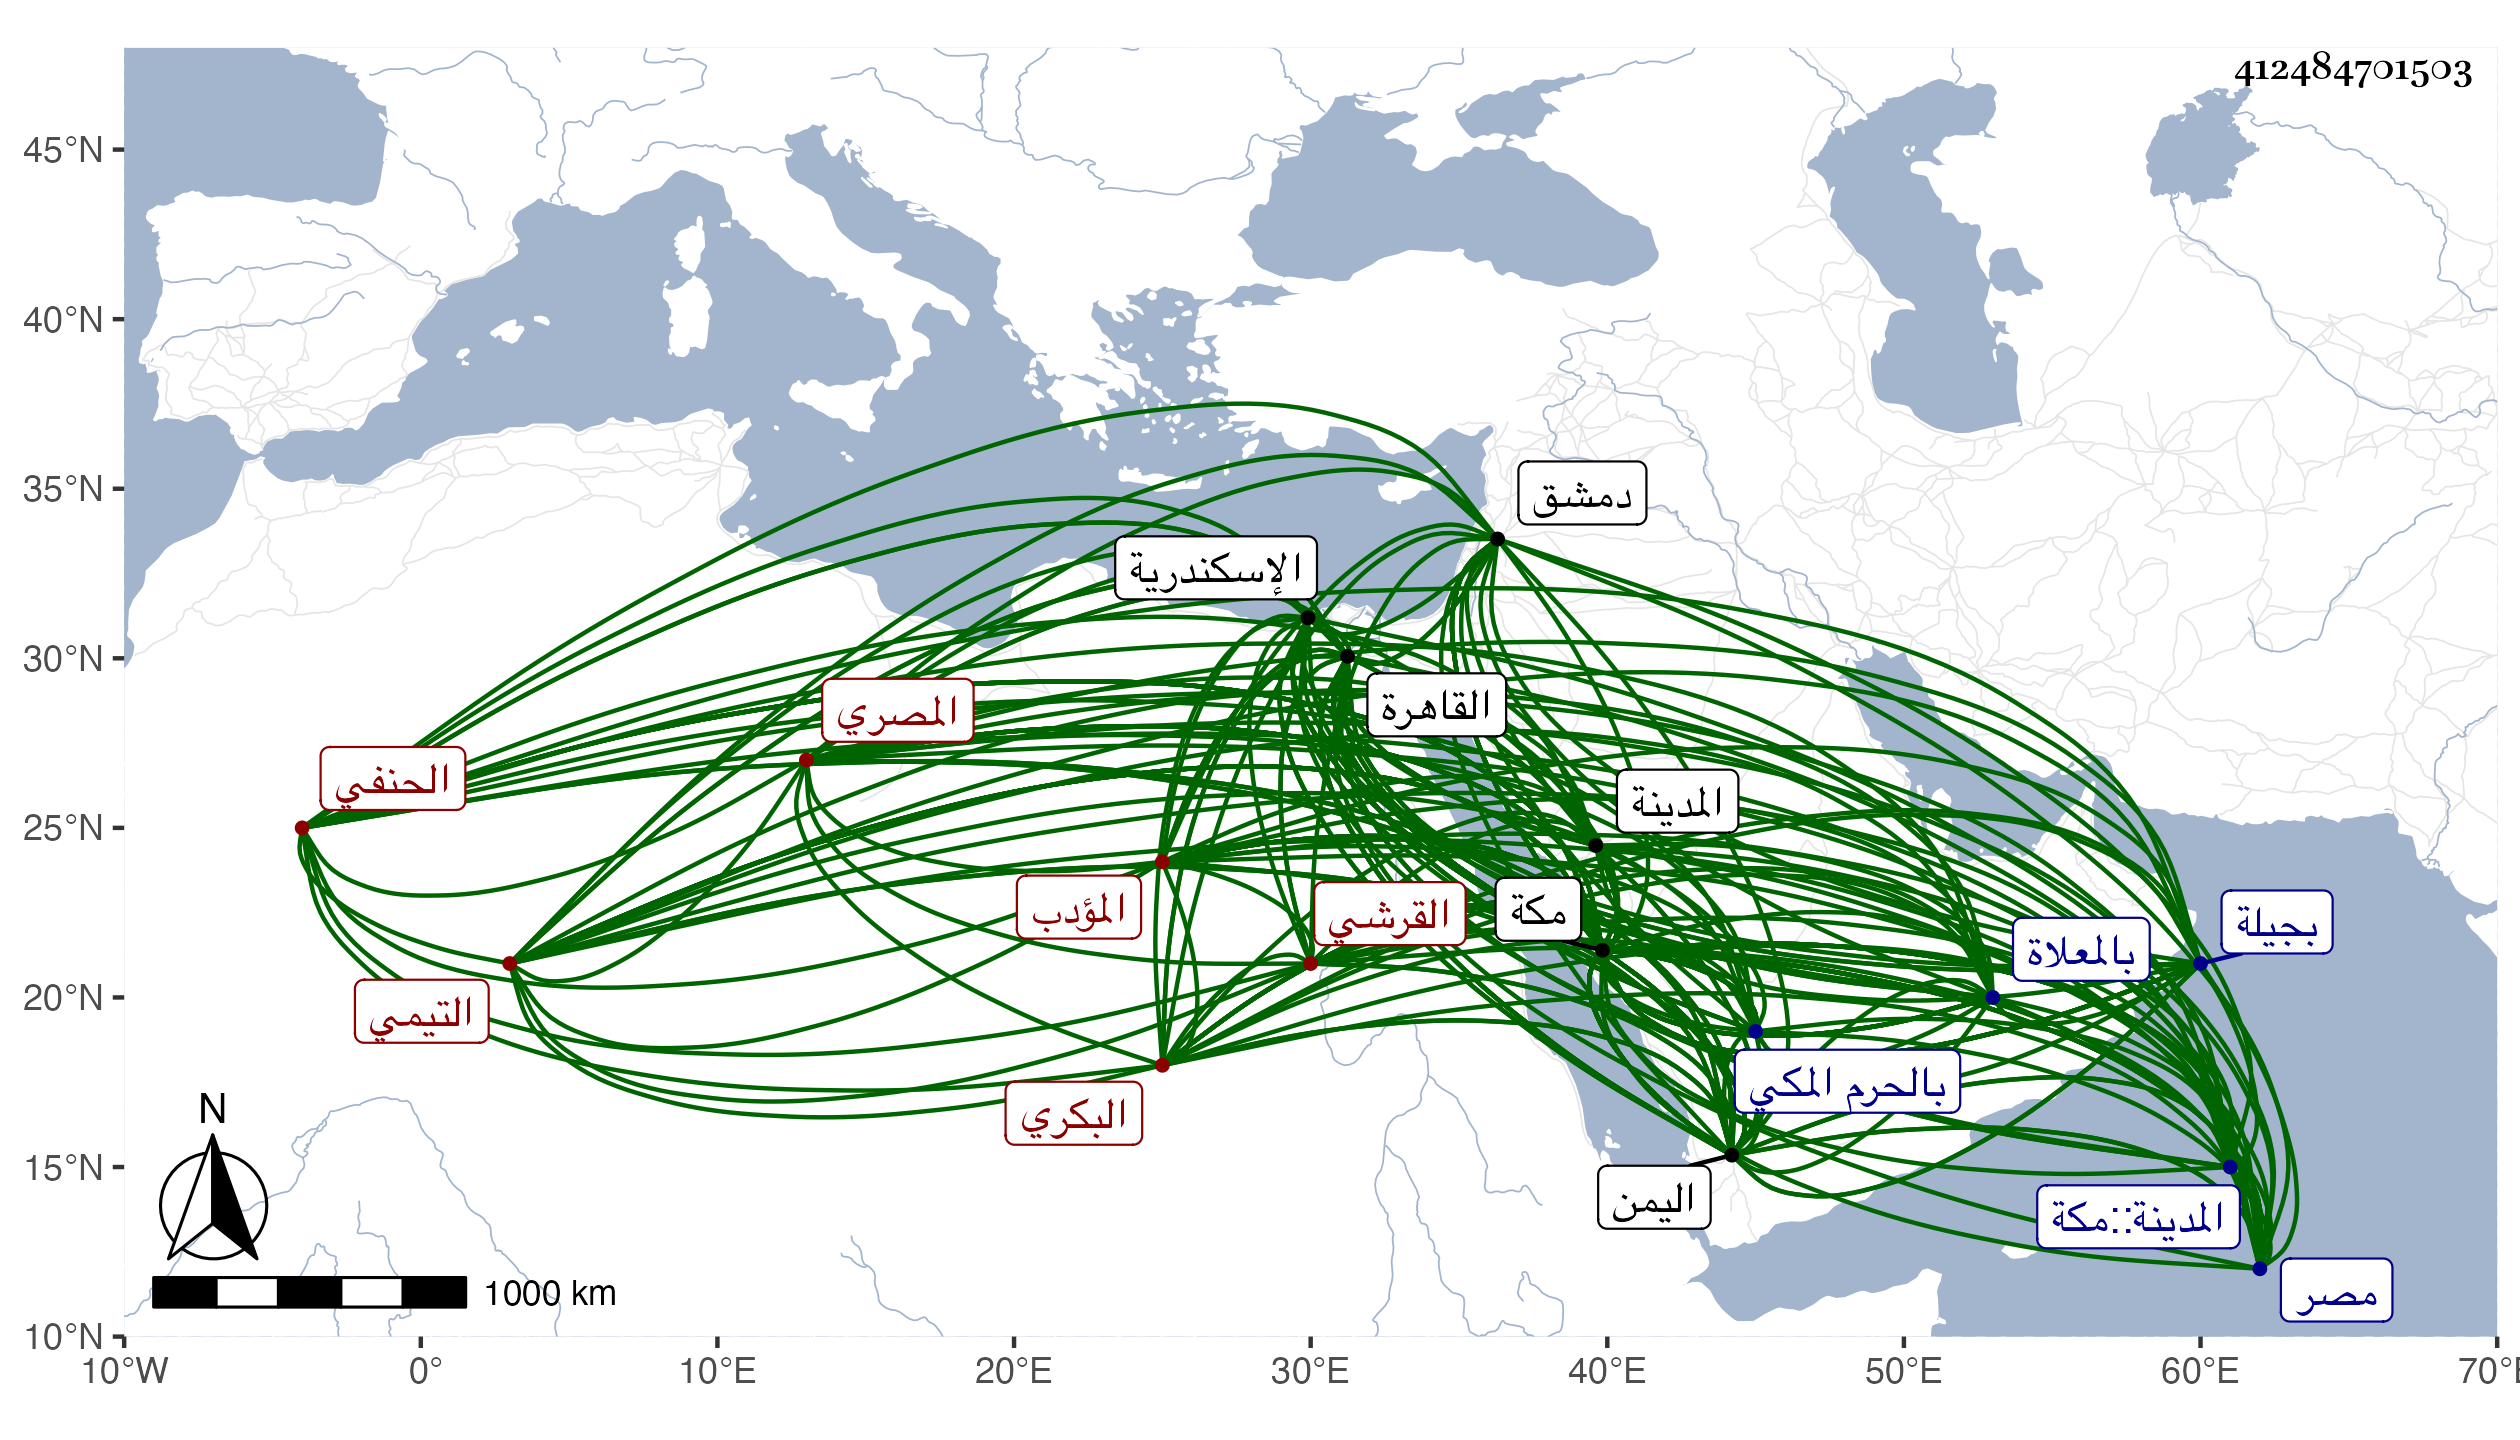 412484701503
45°N
40°N
35°N
30°N
25°N
20°N
15°N
10°N
دمشق
الإسكندرية
القاهرة
المصري
الحنفي
المدينة
المؤدب
القرشي
مكة
بجيلة
بالمعلاة
التيمي
بالحرم المكي
البكري
اليمن
المدينة::مكة
مصر
N
1000 km
10°W
0°
10°E
20°E
30°E
40°E
50°E
60°E
70°E